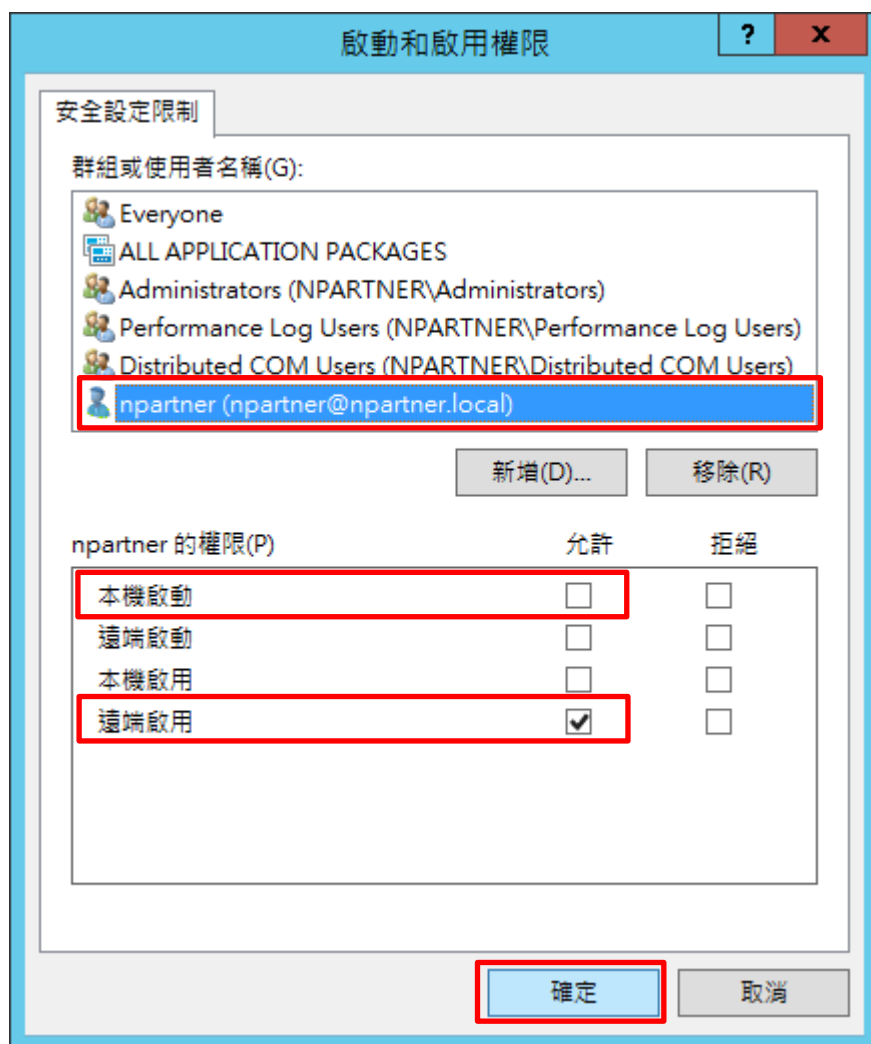 啟動和啟用權限
?
x
安全設定限制
群組或使用者名稱(G):
Everyone
ALL APPLICATION PACKAGES
Administrators (NPARTNER\Administrators)
Performance Log Users (NPARTNER\Performance Log Users)
Distributed COM Users (NPARTNER\Distributed COM Users)
npartner (npartner@npartner.local)
新增(D)... 移除(R)
npartner 的權限(P) 允許 拒絕
本機啟動
遠端啟動
本機啟用
遠端啟用
確定 取消